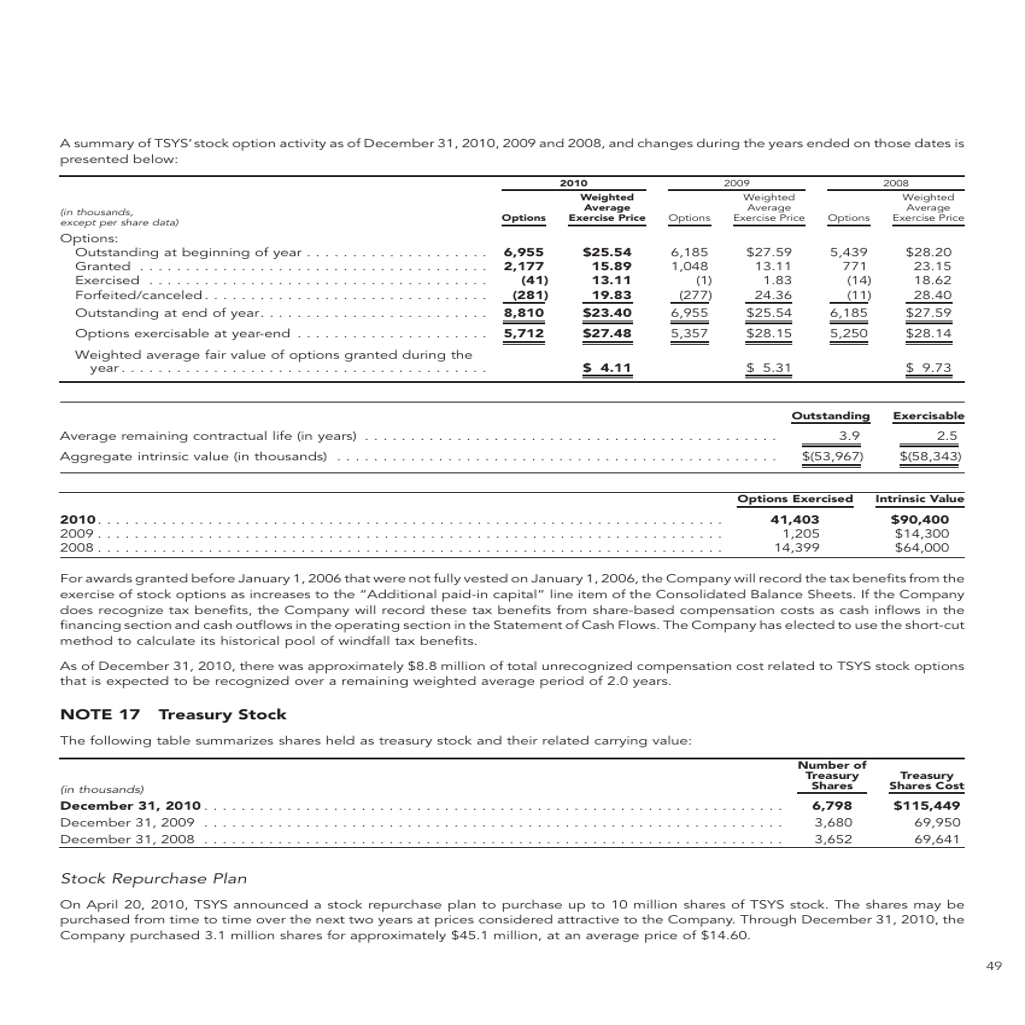 A summary of TSYS' stock option activity as of December 31, 2010, 2009 and 2008, and changes during the years ended on those dates is
presented below:
2010 2009 2008
(in thousands, except per share data) Options Weighted Average Exercise Price Options Weighted Average Exercise Price Options Weighted Average Exercise Price
Options:
Outstanding at beginning of year . . . . . . . . . . . . . . . . . . . . 6,955 $25.54 6,185 $27.59 5,439 $28.20
Granted . . . . . . . . . . . . . . . . . . . . . . . . . . . . . . . . . . . . . . 2,177 15.89 1,048 13.11 771 23.15
Exercised . . . . . . . . . . . . . . . . . . . . . . . . . . . . . . . . . . . . . (41) 13.11 (1) 1.83 (14) 18.62
Forfeited/canceled . . . . . . . . . . . . . . . . . . . . . . . . . . . . . . . (281) 19.83 (277) 24.36 (11) 28.40
Outstanding at end of year . . . . . . . . . . . . . . . . . . . . . . . . . 8,810 $23.40 6,955 $25.54 6,185 $27.59
Options exercisable at year-end . . . . . . . . . . . . . . . . . . . . . 5,712 $27.48 5,357 $28.15 5,250 $28.14
Weighted average fair value of options granted during the
year . . . . . . . . . . . . . . . . . . . . . . . . . . . . . . . . . . . . . . . . $ 4.11 $ 5.31 $ 9.73
Outstanding Exercisable
Average remaining contractual life (in years) . . . . . . . . . . . . . . . . . . . . . . . . . . . . . . . . . . . . . . . . . . . . . 3.9 2.5
Aggregate intrinsic value (in thousands) . . . . . . . . . . . . . . . . . . . . . . . . . . . . . . . . . . . . . . . . . . . . . . . . $(53,967) $(58,343)
Options Exercised Intrinsic Value
2010 . . . . . . . . . . . . . . . . . . . . . . . . . . . . . . . . . . . . . . . . . . . . . . . . . . . . . . . . . . . . . . . . . . . . 41,403 $90,400
2009 . . . . . . . . . . . . . . . . . . . . . . . . . . . . . . . . . . . . . . . . . . . . . . . . . . . . . . . . . . . . . . . . . . . . 1,205 $14,300
2008 . . . . . . . . . . . . . . . . . . . . . . . . . . . . . . . . . . . . . . . . . . . . . . . . . . . . . . . . . . . . . . . . . . . . 14,399 $64,000
For awards granted before January 1, 2006 that were not fully vested on January 1, 2006, the Company will record the tax benefits from the
exercise of stock options as increases to the "Additional paid-in capital" line item of the Consolidated Balance Sheets. If the Company
does recognize tax benefits, the Company will record these tax benefits from share-based compensation costs as cash inflows in the
financing section and cash outflows in the operating section in the Statement of Cash Flows. The Company has elected to use the short-cut
method to calculate its historical pool of windfall tax benefits.
As of December 31, 2010, there was approximately $8.8 million of total unrecognized compensation cost related to TSYS stock options
that is expected to be recognized over a remaining weighted average period of 2.0 years.
NOTE 17 Treasury Stock
The following table summarizes shares held as treasury stock and their related carrying value:
(in thousands) Number of Treasury Shares Treasury Shares Cost
December 31, 2010 . . . . . . . . . . . . . . . . . . . . . . . . . . . . . . . . . . . . . . . . . . . . . . . . . . . . . . . . . . . . . . . 6,798 $115,449
December 31, 2009 . . . . . . . . . . . . . . . . . . . . . . . . . . . . . . . . . . . . . . . . . . . . . . . . . . . . . . . . . . . . . . . 3,680 69,950
December 31, 2008 . . . . . . . . . . . . . . . . . . . . . . . . . . . . . . . . . . . . . . . . . . . . . . . . . . . . . . . . . . . . . . . 3,652 69,641
Stock Repurchase Plan
On April 20, 2010, TSYS announced a stock repurchase plan to purchase up to 10 million shares of TSYS stock. The shares may be
purchased from time to time over the next two years at prices considered attractive to the Company. Through December 31, 2010, the
Company purchased 3.1 million shares for approximately $45.1 million, at an average price of $14.60.
49